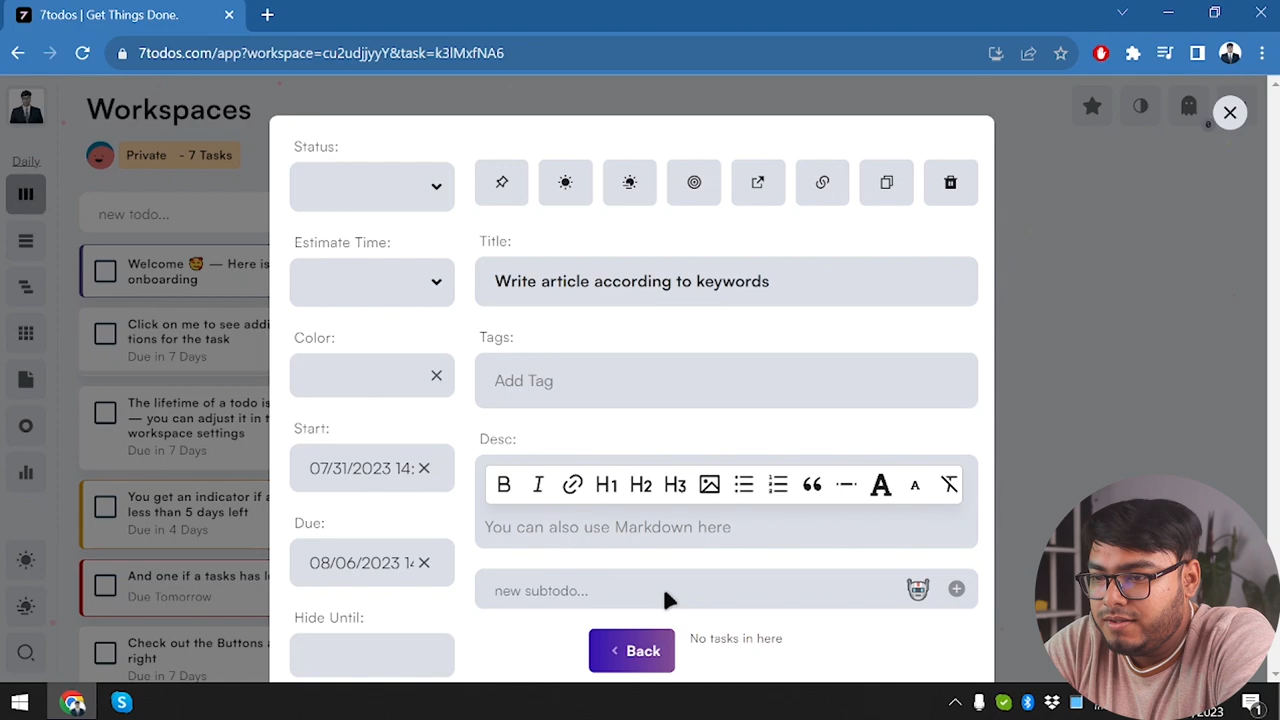 7todos | Get Things Done.
7todos.com/app?workspace=cu2udjjyyY&task=k3lMxfNA6
Workspaces
Daily
Private - 7 Tasks
new todo...
Welcome 🥰 — Here is
onboarding
Click on me to see addi
tions for the task
Due in 7 Days
The lifetime of a todo is
— you can adjust it in t
workspace settings
Due in 7 Days
You get an indicator if a
less than 5 days left
Due in 4 Days
And one if a tasks has l
Due Tomorrow
Check out the Buttons a
right
Due in 7 Days
Status:
Estimate Time:
Color:
Start:
07/31/2023 14:
Due:
08/06/2023 14
Hide Until:
Title:
Write article according to keywords
Tags:
Add Tag
Desc:
B I H1 H2 H3 A A T
You can also use Markdown here
new subtodo...
Back
No tasks in here
0
/2023
1